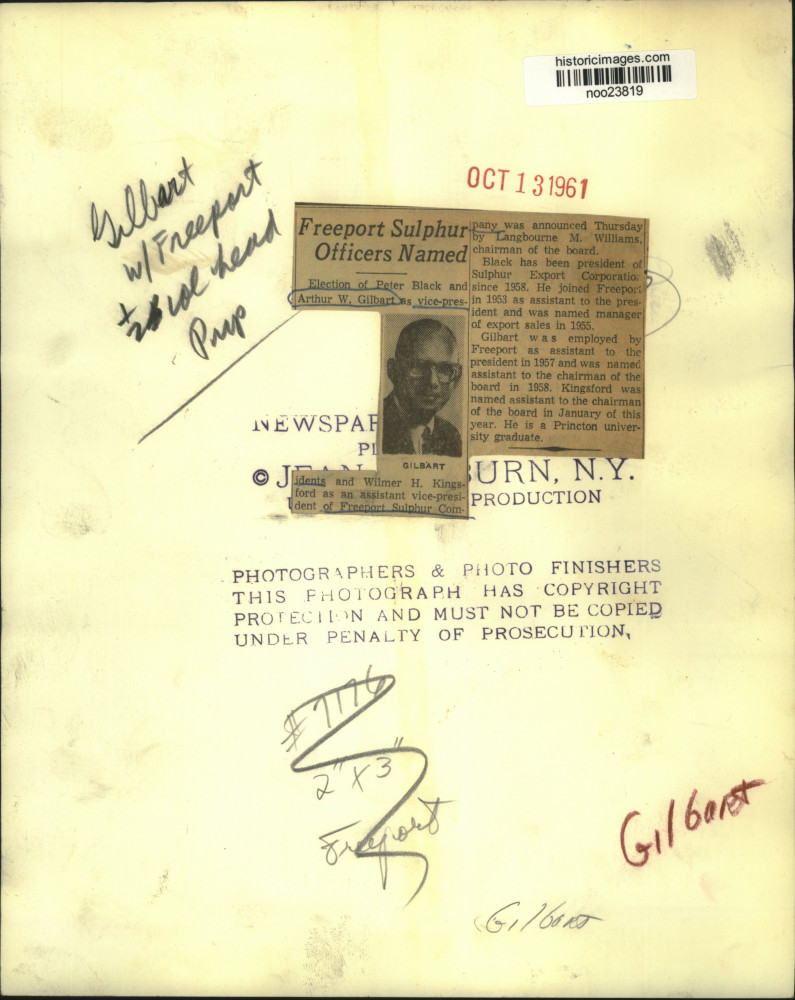 historicimages.com
noo23819
OCT 13 1961
Gilbart
w/ Freeport
col head
Prup
Freeport Sulphur
Officers Named
Election of Peter Black and
Arthur W. Gilbart as vice-pres-
GILBART
idents and Wilmer H. Kings-
ford as an assistant vice-presi-
dent of Freeport Sulphur Com-
pany was announced Thursday
by Langbourne M. Williams,
chairman of the board.
Black has been president of
Sulphur Export Corporation
since 1958. He joined Freeport
in 1953 as assistant to the pres-
ident and was named manager
of export sales in 1955.
Gilbart was employed by
Freeport as assistant to the
president in 1957 and was named
assistant to the chairman of the
board in 1958. Kingsford was
named assistant to the chairman
of the board in January of this
year. He is a Princton univer-
sity graduate.
NEWSPAP
© JEAN URN, N.Y.
PRODUCTION
PHOTOGRAPHERS & PHOTO FINISHERS
THIS PHOTOGRAPH HAS COPYRIGHT
PROTECTION AND MUST NOT BE COPIED
UNDER PENALTY OF PROSECUTION,
#7176
2" x 3"
Freeport
Gilbart
Gilbart